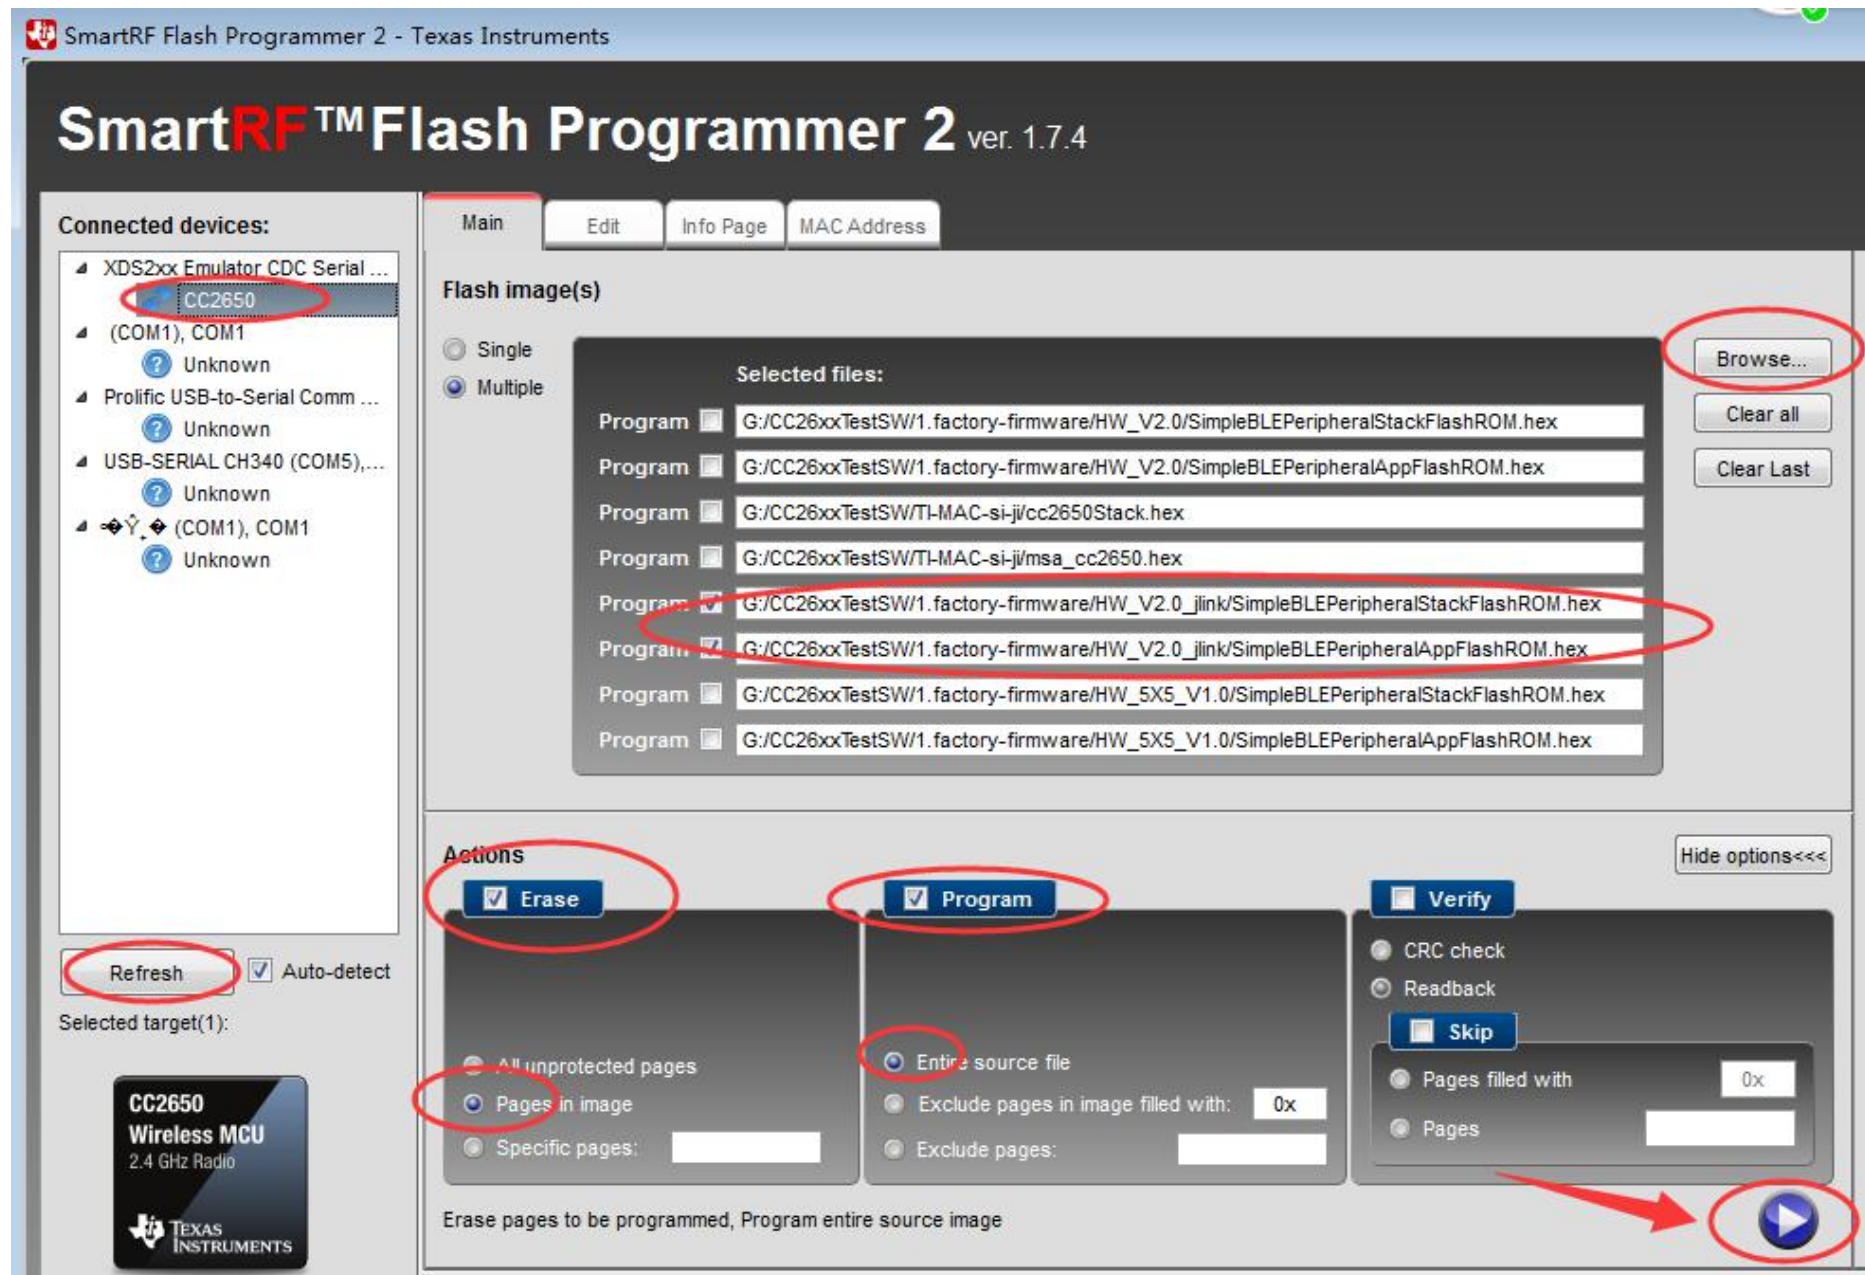 SmartRF Flash Programmer 2 - Texas Instruments
SmartRF™Flash Programmer 2 ver. 1.7.4
Connected devices:
XDS2xx Emulator CDC Serial ...
CC2650
(COM1), COM1
Unknown
Prolific USB-to-Serial Comm ...
Unknown
USB-SERIAL CH340 (COM5),...
Unknown
(COM1), COM1
Unknown
Refresh
Auto-detect
Selected target(1):
CC2650
Wireless MCU
2.4 GHz Radio
TEXAS
INSTRUMENTS
Main
Edit
Info Page
MAC Address
Flash image(s)
Single
Multiple
Selected files:
Browse...
Clear all
Clear Last
Program G:/CC26xxTestSW/1.factory-firmware/HW_V2.0/SimpleBLEPeripheralStackFlashROM.hex
Program G:/CC26xxTestSW/1.factory-firmware/HW_V2.0/SimpleBLEPeripheralAppFlashROM.hex
Program G:/CC26xxTestSW/TI-MAC-si-ji/cc2650Stack.hex
Program G:/CC26xxTestSW/TI-MAC-si-ji/msa_cc2650.hex
Program G:/CC26xxTestSW/1.factory-firmware/HW_V2.0_jlink/SimpleBLEPeripheralStackFlashROM.hex
Program G:/CC26xxTestSW/1.factory-firmware/HW_V2.0_jlink/SimpleBLEPeripheralAppFlashROM.hex
Program G:/CC26xxTestSW/1.factory-firmware/HW_5X5_V1.0/SimpleBLEPeripheralStackFlashROM.hex
Program G:/CC26xxTestSW/1.factory-firmware/HW_5X5_V1.0/SimpleBLEPeripheralAppFlashROM.hex
Actions
Hide options<<<
Erase
All unprotected pages
Pages in image
Specific pages:
Program
Entire source file
Exclude pages in image filled with: 0x
Exclude pages:
Verify
CRC check
Readback
Skip
Pages filled with 0x
Pages
Erase pages to be programmed, Program entire source image